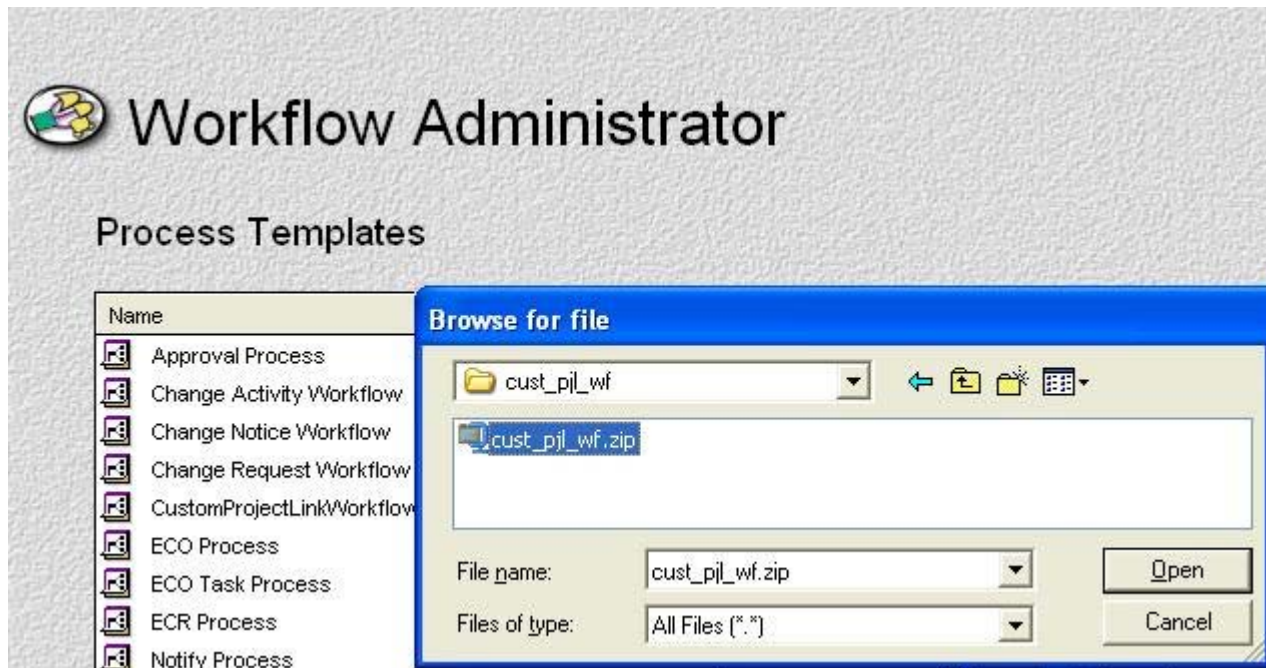 Workflow Administrator
Process Templates
Name
Approval Process
Change Activity Workflow
Change Notice Workflow
Change Request Workflow
CustomProjectLinkWorkflow
ECO Process
ECO Task Process
ECR Process
Notify Process
Browse for file
cust_pjl_wf
cust_pjl_wf.zip
File name:
cust_pjl_wf.zip
Open
Files of type:
All Files (*.*)
Cancel